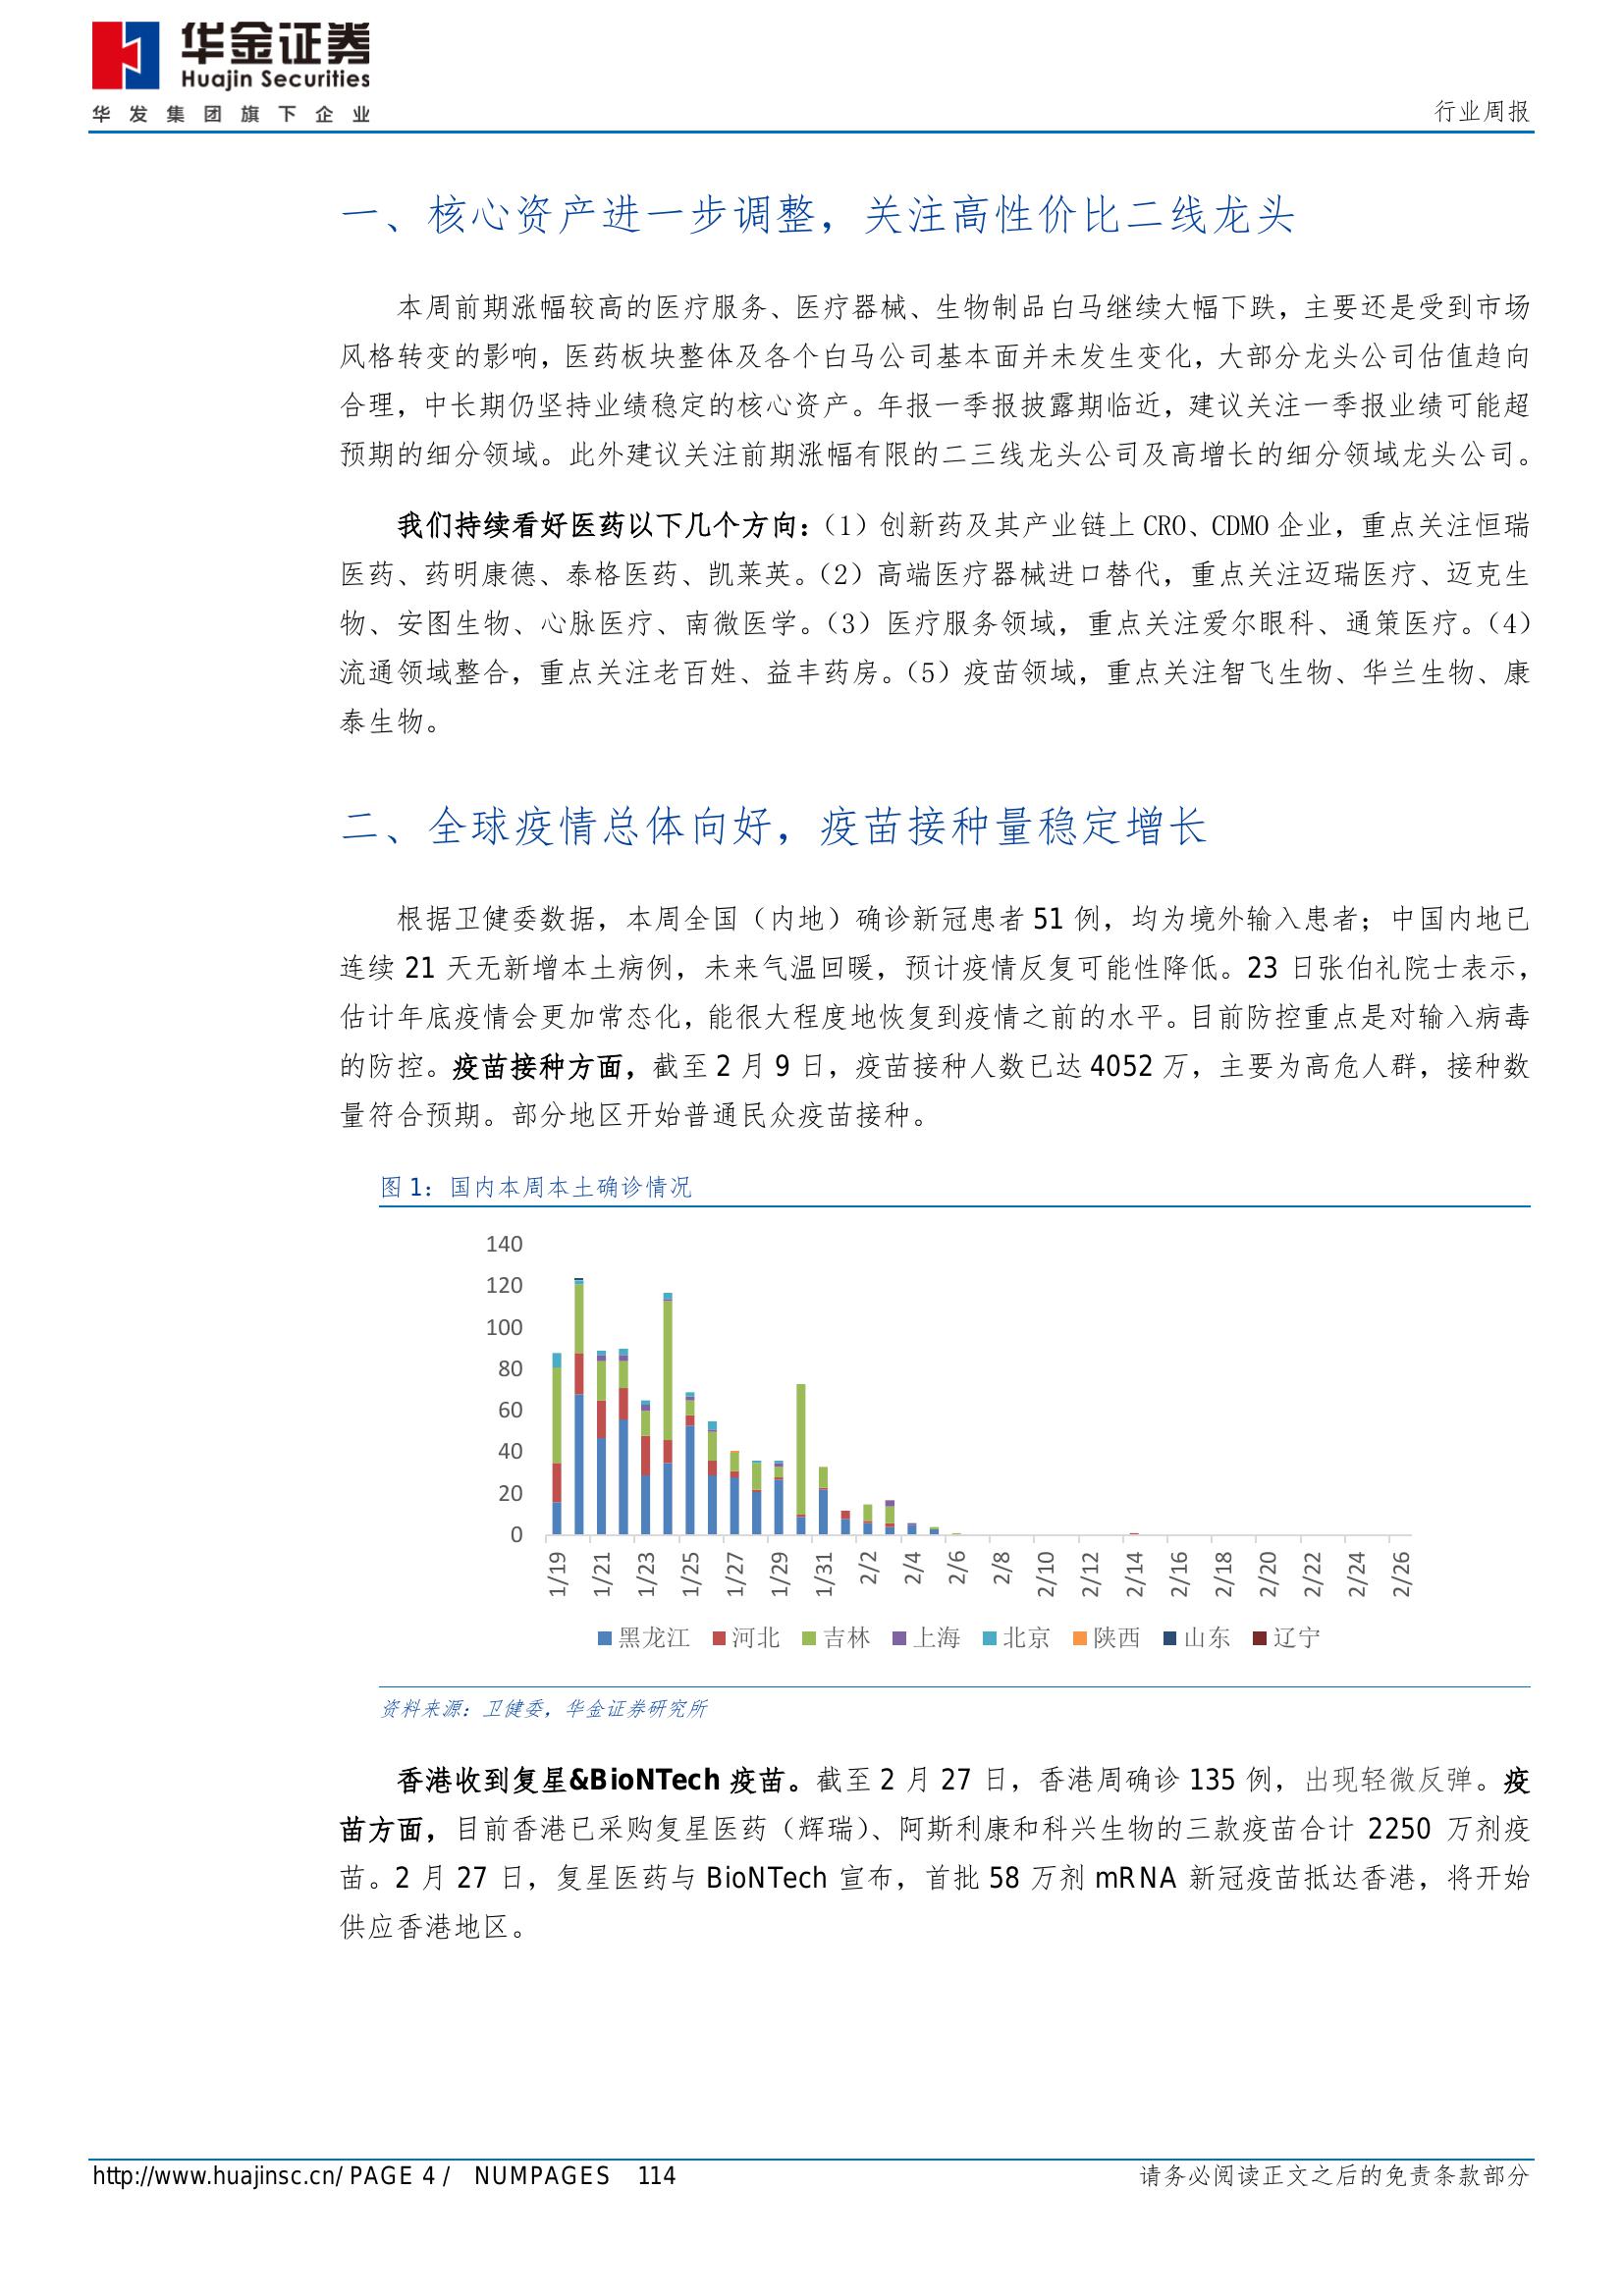 华金证券
Huajin Securities
华发集团旗下企业
行业周报
一、核心资产进一步调整，关注高性价比二线龙头
本周前期涨幅较高的医疗服务、医疗器械、生物制品白马继续大幅下跌，主要还是受到市场
风格转变的影响，医药板块整体及各个白马公司基本面并未发生变化，大部分龙头公司估值趋向
合理，中长期仍坚持业绩稳定的核心资产。年报一季报披露期临近，建议关注一季报业绩可能超
预期的细分领域。此外建议关注前期涨幅有限的二三线龙头公司及高增长的细分领域龙头公司。
我们持续看好医药以下几个方向：（1）创新药及其产业链上 CRO、CDMO 企业，重点关注恒瑞
医药、药明康德、泰格医药、凯莱英。（2）高端医疗器械进口替代，重点关注迈瑞医疗、迈克生
物、安图生物、心脉医疗、南微医学。（3）医疗服务领域，重点关注爱尔眼科、通策医疗。（4）
流通领域整合，重点关注老百姓、益丰药房。（5）疫苗领域，重点关注智飞生物、华兰生物、康
泰生物。
二、全球疫情总体向好，疫苗接种量稳定增长
根据卫健委数据，本周全国（内地）确诊新冠患者 51 例，均为境外输入患者；中国内地已
连续 21 天无新增本土病例，未来气温回暖，预计疫情反复可能性降低。23 日张伯礼院士表示，
估计年底疫情会更加常态化，能很大程度地恢复到疫情之前的水平。目前防控重点是对输入病毒
的防控。疫苗接种方面，截至 2 月 9 日，疫苗接种人数已达 4052 万，主要为高危人群，接种数
量符合预期。部分地区开始普通民众疫苗接种。
图 1：国内本周本土确诊情况
140
120
100
80
60
40
20
0
1/19 1/21 1/23 1/25 1/27 1/29 1/31 2/2 2/4 2/6 2/8 2/10 2/12 2/14 2/16 2/18 2/20 2/22 2/24 2/26
黑龙江 河北 吉林 上海 北京 陕西 山东 辽宁
资料来源：卫健委，华金证券研究所
香港收到复星&BioNTech 疫苗。截至 2 月 27 日，香港周确诊 135 例，出现轻微反弹。疫
苗方面，目前香港已采购复星医药（辉瑞）、阿斯利康和科兴生物的三款疫苗合计 2250 万剂疫
苗。2 月 27 日，复星医药与 BioNTech 宣布，首批 58 万剂 mRNA 新冠疫苗抵达香港，将开始
供应香港地区。
http://www.huajinsc.cn/ PAGE 4 / NUMPAGES 114
请务必阅读正文之后的免责条款部分